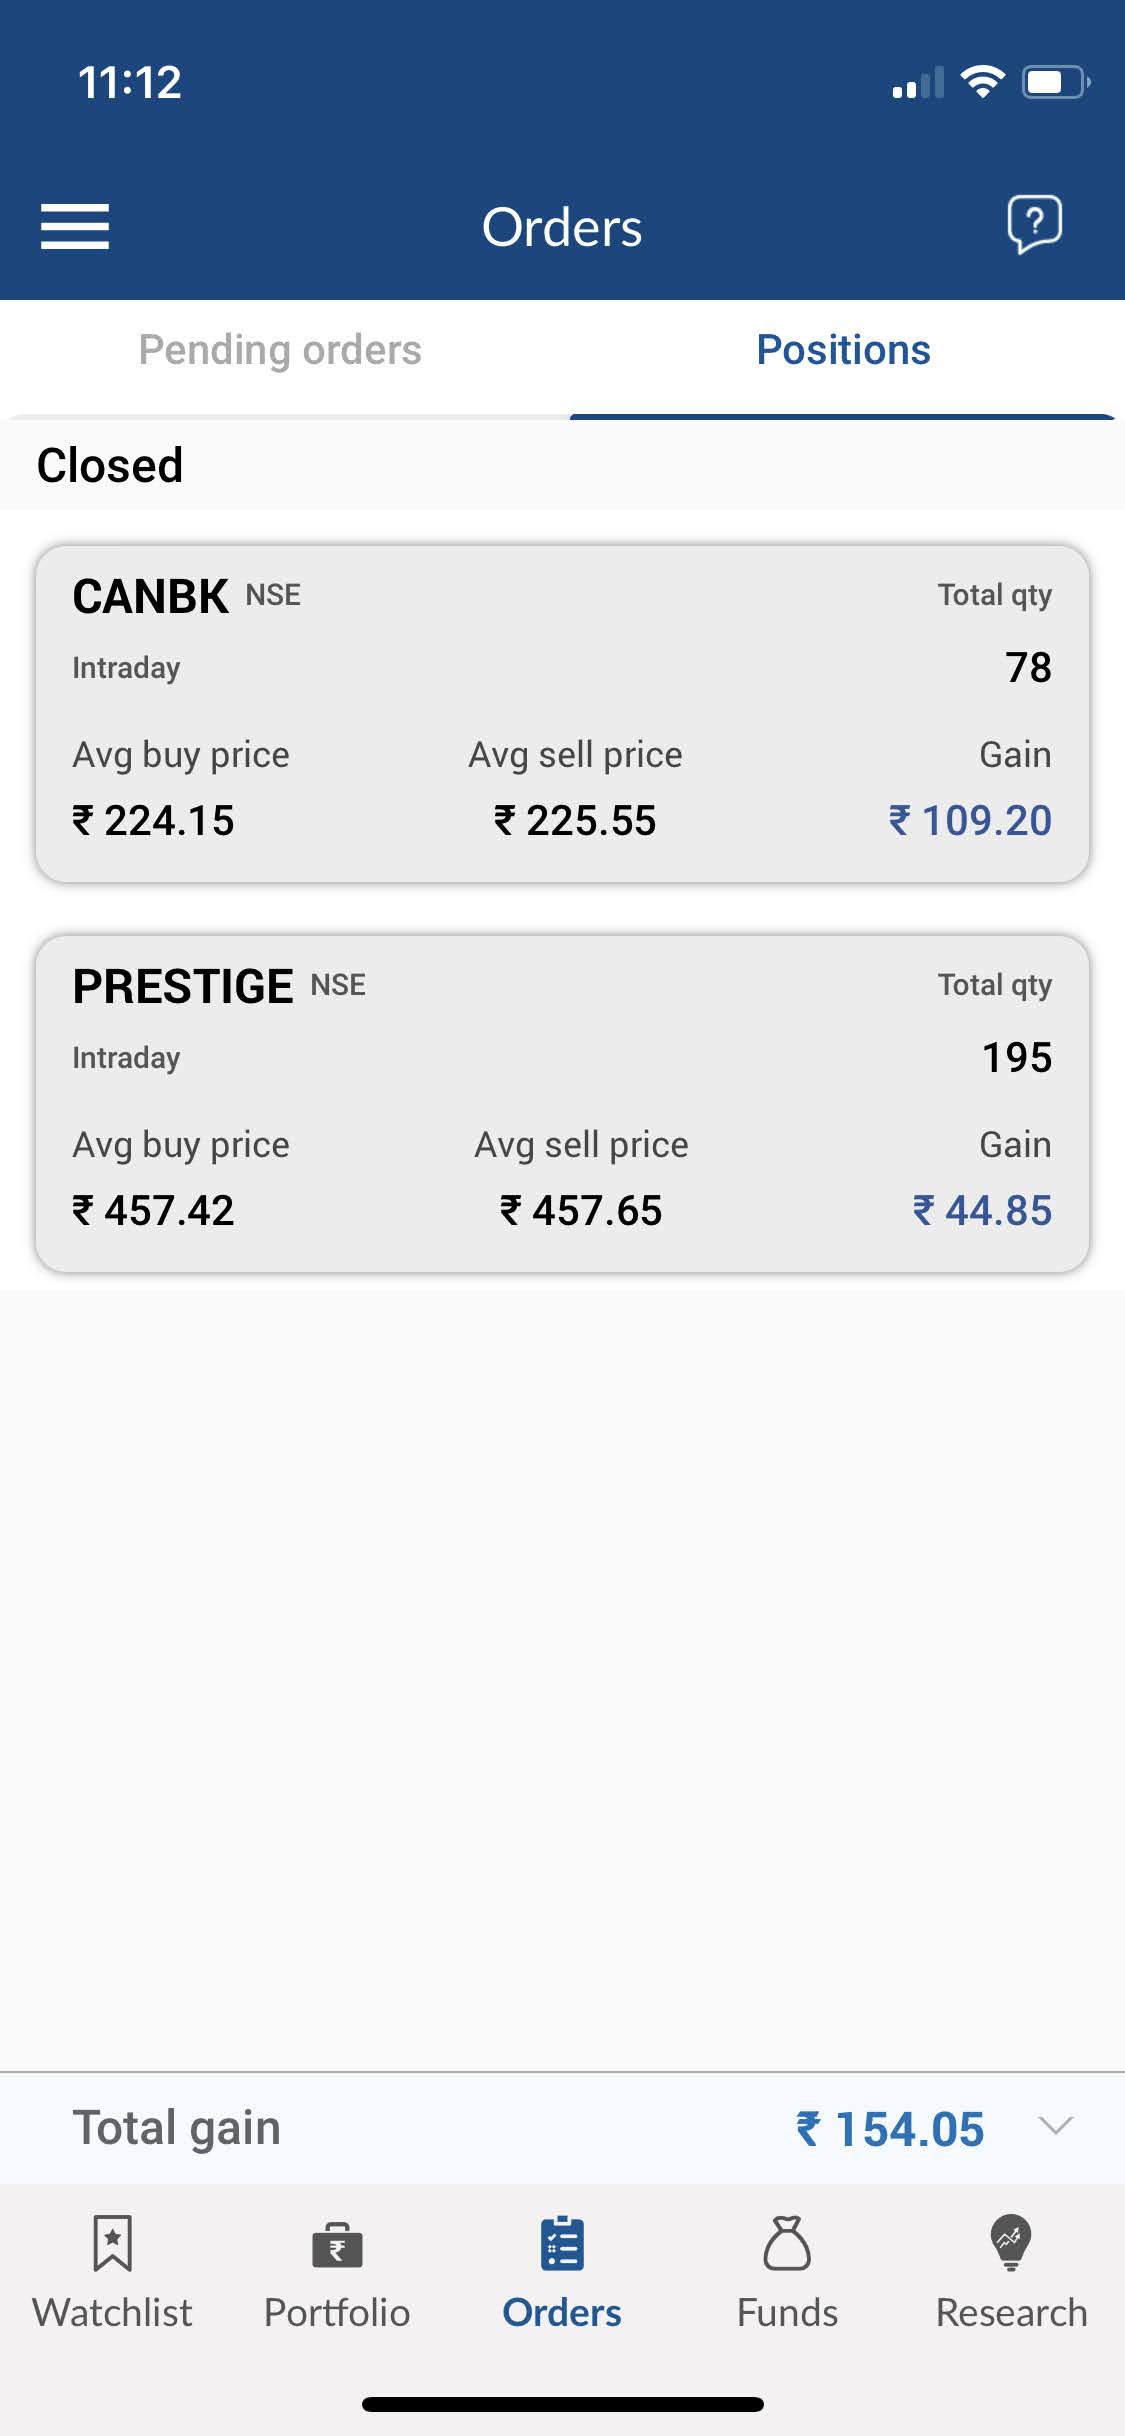 11:12
Orders
Pending orders Positions
Closed
CANBK NSE Total qty
Intraday 78
Avg buy price Avg sell price Gain
₹ 224.15 ₹ 225.55 ₹ 109.20
PRESTIGE NSE Total qty
Intraday 195
Avg buy price Avg sell price Gain
₹ 457.42 ₹ 457.65 ₹ 44.85
Total gain ₹ 154.05
Watchlist Portfolio Orders Funds Research